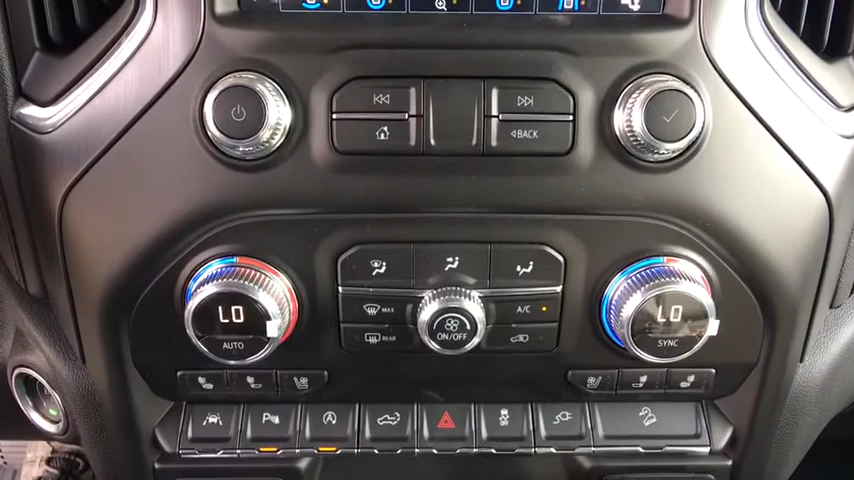 BACK
LO
AUTO
MAX
REAR
ON/OFF
A/C
LO
SYNC
P
A